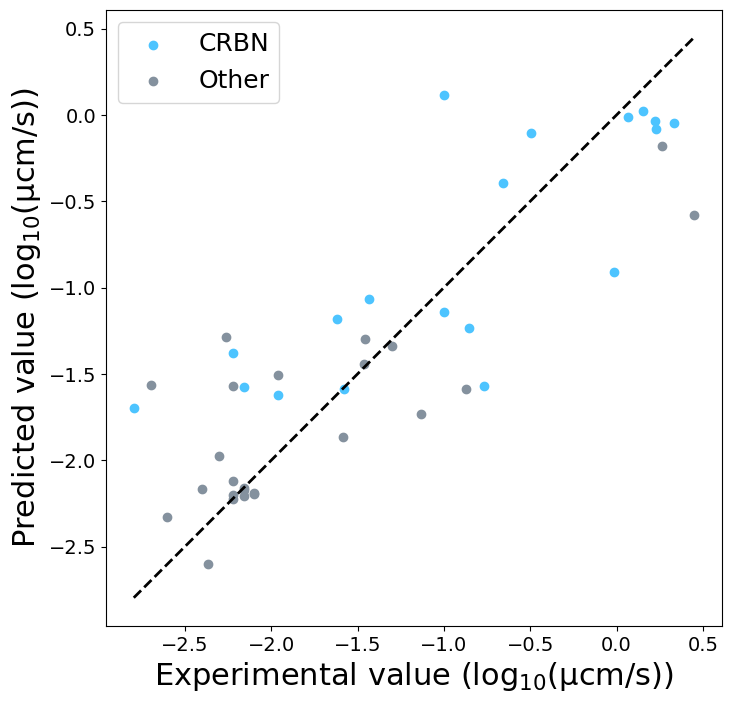 CRBN
Other
0.5
0.0
−0.5
−1.0
−1.5
−2.0
−2.5
Predicted value (log₁₀(μcm/s))
−2.5 −2.0 −1.5 −1.0 −0.5 0.0 0.5
Experimental value (log₁₀(μcm/s))